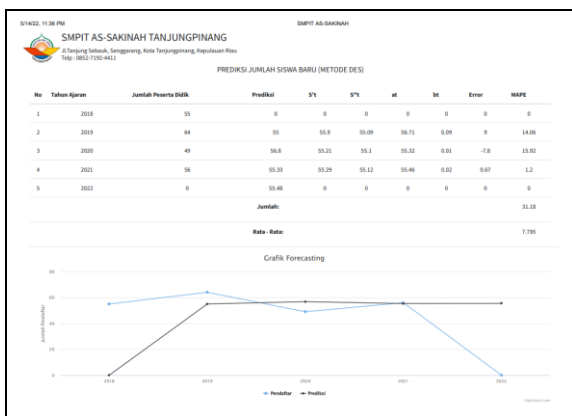 5/14/22, 11:36 PM SMPIT AS-SAKINAH
SMPIT AS-SAKINAH TANJUNGPINANG
Jl.Tanjung Sebauk, Senggarang, Kota Tanjungpinang, Kepulauan Riau
Telp : 0852-7192-4411
PREDIKSI JUMLAH SISWA BARU (METODE DES)
No Tahun Ajaran Jumlah Peserta Didik Prediksi S't S"t at bt Error MAPE
1 2018 55 0 0 0 0 0 0 0
2 2019 64 55 55.9 55.09 56.71 0.09 9 14.06
3 2020 49 56.8 55.21 55.1 55.32 0.01 -7.8 15.92
4 2021 56 55.33 55.29 55.12 55.46 0.02 0.67 1.2
5 2022 0 55.48 0 0 0 0 0 0
Jumlah: 31.18
Rata - Rata: 7.795
Grafik Forecasting
Jumlah Pendaftar
80
60
40
20
0
2018 2019 2020 2021 2022
Pendaftar Prediksi
Highcharts.com